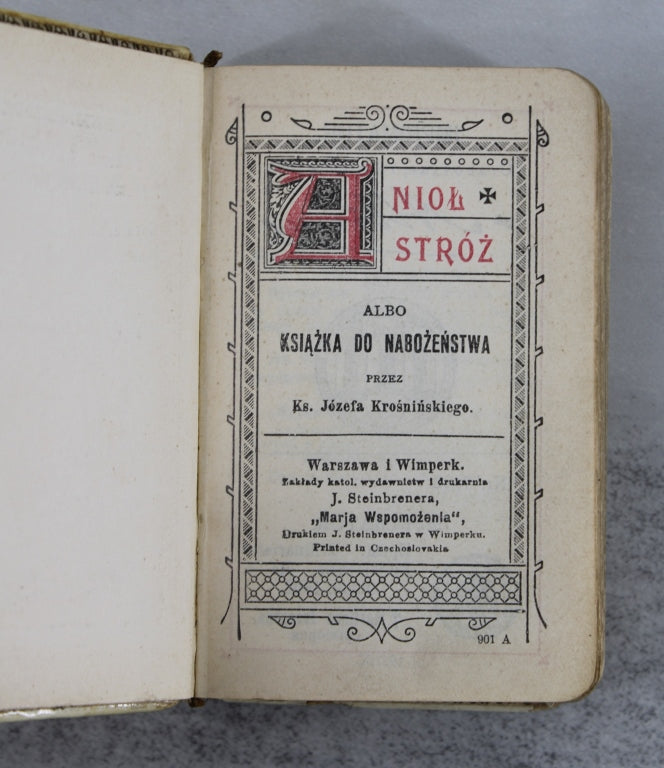 ANIOŁ
STRÓŻ
ALBO
KSIĄŻKA DO NABOŻEŃSTWA
PRZEZ
Ks. Józefa Krośnińskiego.
Warszawa i Wimperk.
Zakłady katol. wydawnictw i drukarnia
J. Steinbrenera,
„Marja Wspomożenia“,
Drukiem J. Steinbrenera w Wimperku.
Printed in Czechoslovakia
901 A